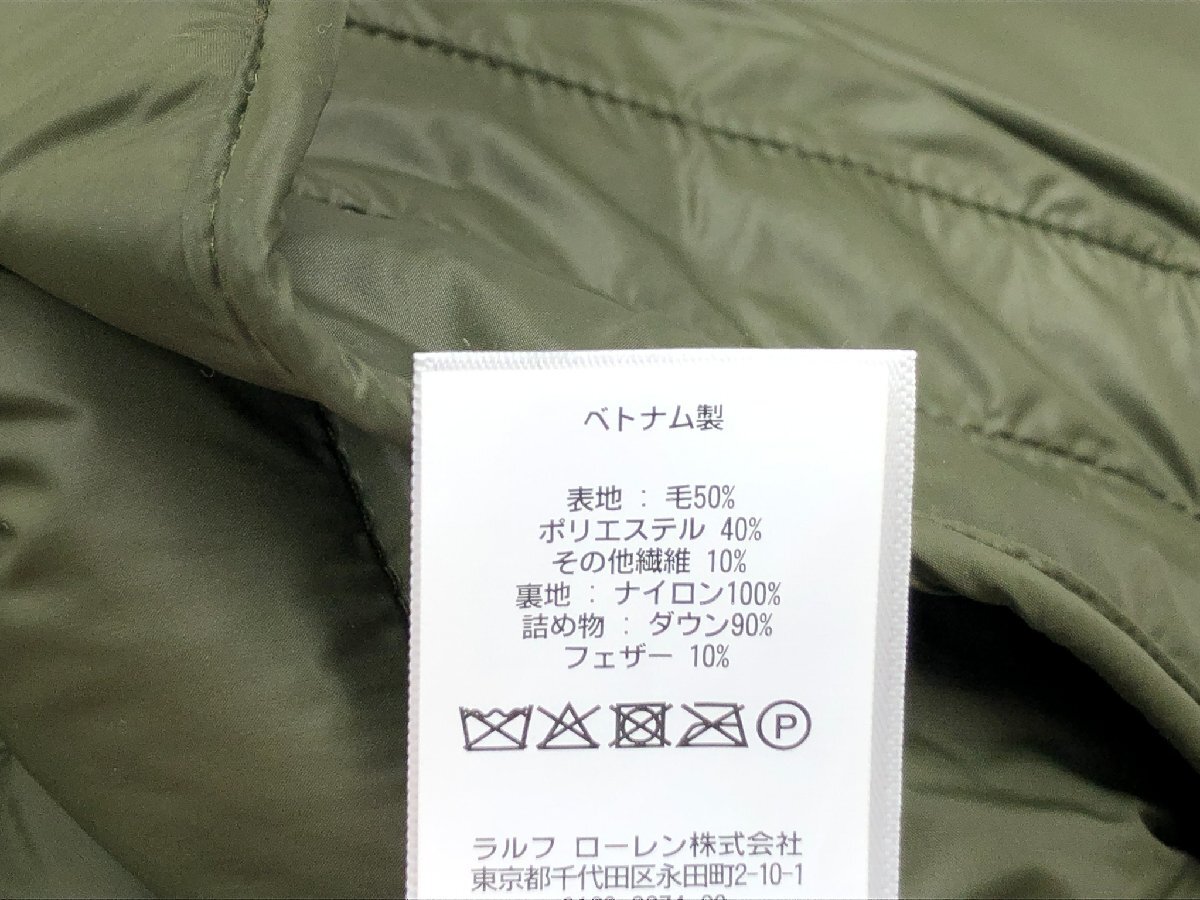 ベトナム製
表地 : 毛50%
ポリエステル 40%
その他繊維 10%
裏地 : ナイロン100%
詰め物 : ダウン90%
フェザー 10%
P
ラルフ ローレン株式会社
東京都千代田区永田町2-10-1